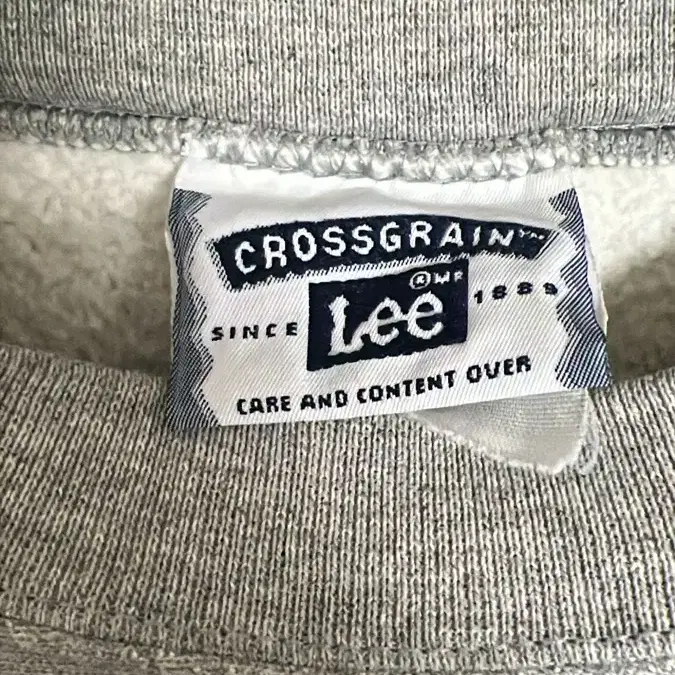 CROSSGRAIN™
® MR
SINCE Lee 1889
CARE AND CONTENT OVER